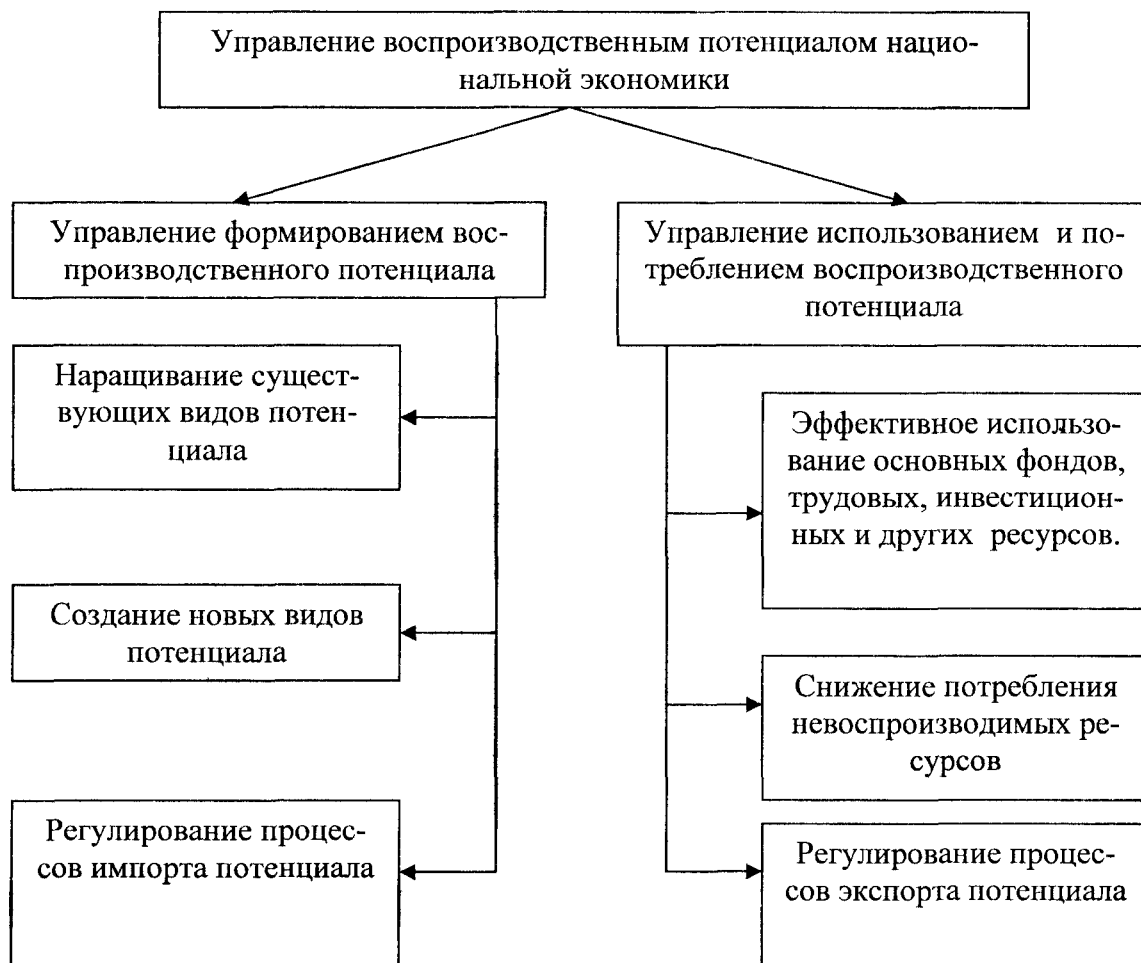 Управление воспроизводственным потенциалом нацио-
нальной экономики
Управление формированием вос-
производственного потенциала
Наращивание сущест-
вующих видов потен-
циала
Создание новых видов
потенциала
Регулирование процес-
сов импорта потенциала
Управление использованием и по-
треблением воспроизводственного
потенциала
Эффективное использо-
вание основных фондов,
трудовых, инвестицион-
ных и других ресурсов.
Снижение потребления
невоспроизводимых ре-
сурсов
Регулирование процес-
сов экспорта потенциала